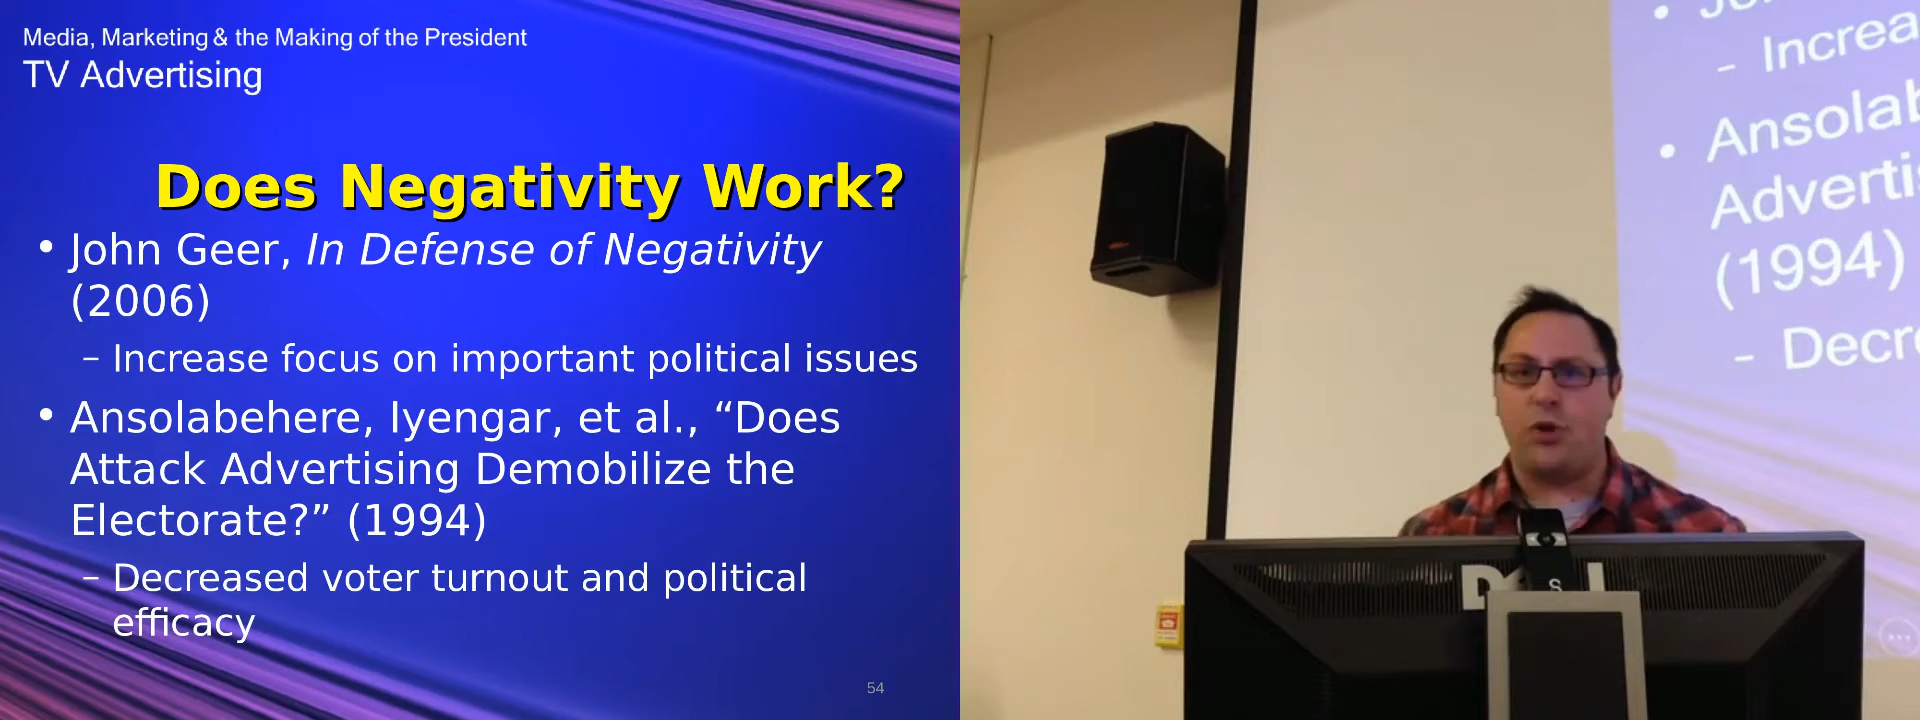 Media, Marketing & the Making of the President
TV Advertising
Does Negativity Work?
• John Geer, In Defense of Negativity
(2006)
– Increase focus on important political issues
• Ansolabehere, Iyengar, et al., “Does
Attack Advertising Demobilize the
Electorate?” (1994)
– Decreased voter turnout and political
efficacy
54
– Increa
• Ansolab
Adverti
(1994)
– Decre